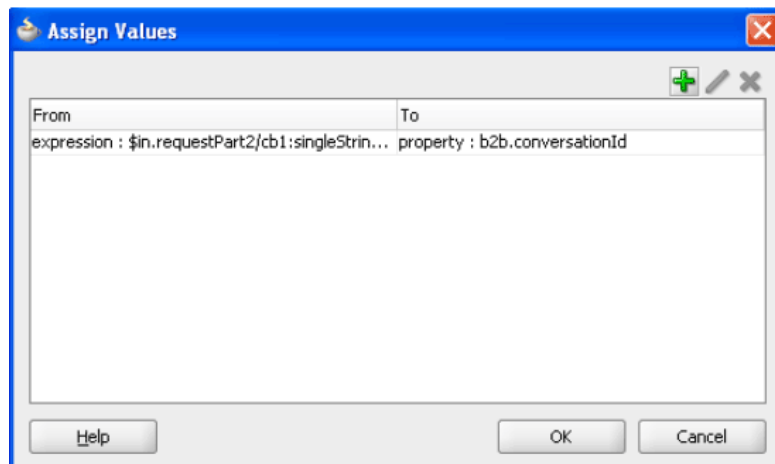 Assign Values
From To
expression : $in.requestPart2/cb1:singleStrin... property : b2b.conversationId
Help OK Cancel